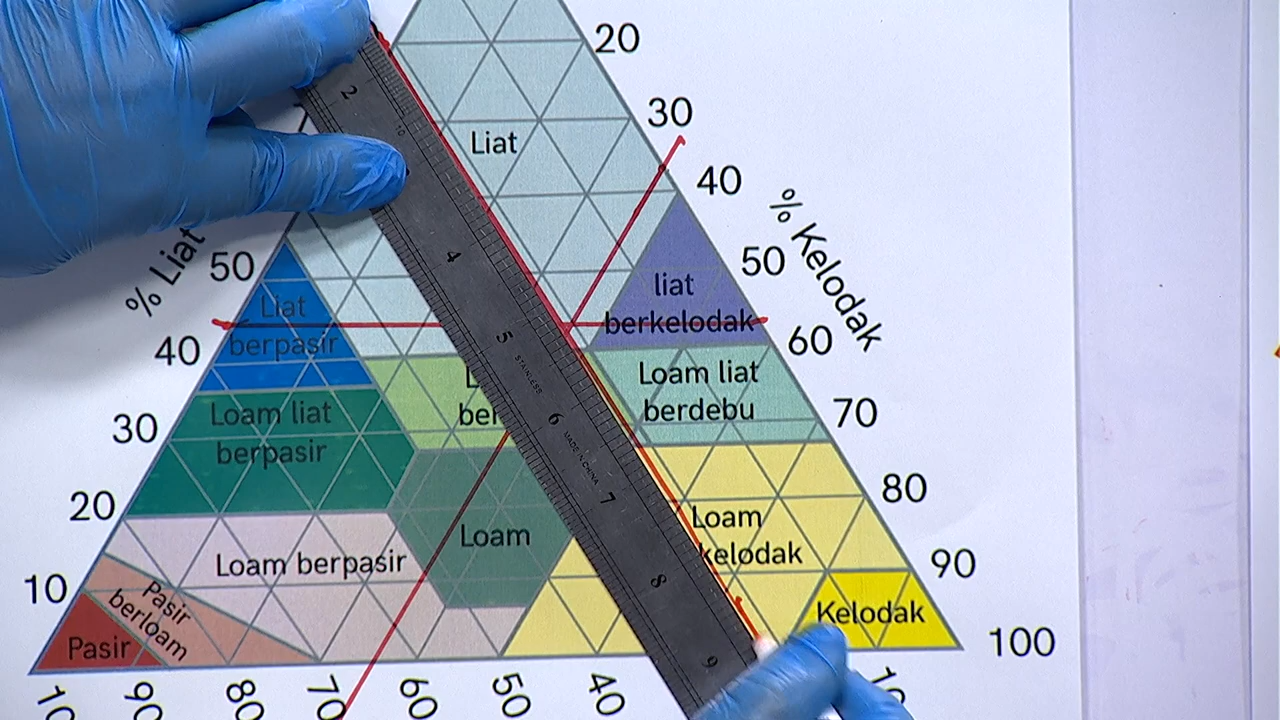 20
30
40
50
60
70
80
90
100
% Kelodak
% Liat
50
40
30
20
10
Liat
liat
berkelodak
Liat
berpasir
Loam liat
berdebu
Loam liat
berpasir
Loam
Loam
kelodak
Loam berpasir
Pasir
berloam
Pasir
Kelodak
90
80
70
60
50
40
2
10
4
5
STAINLESS
6
MADE IN CHINA
7
8
9